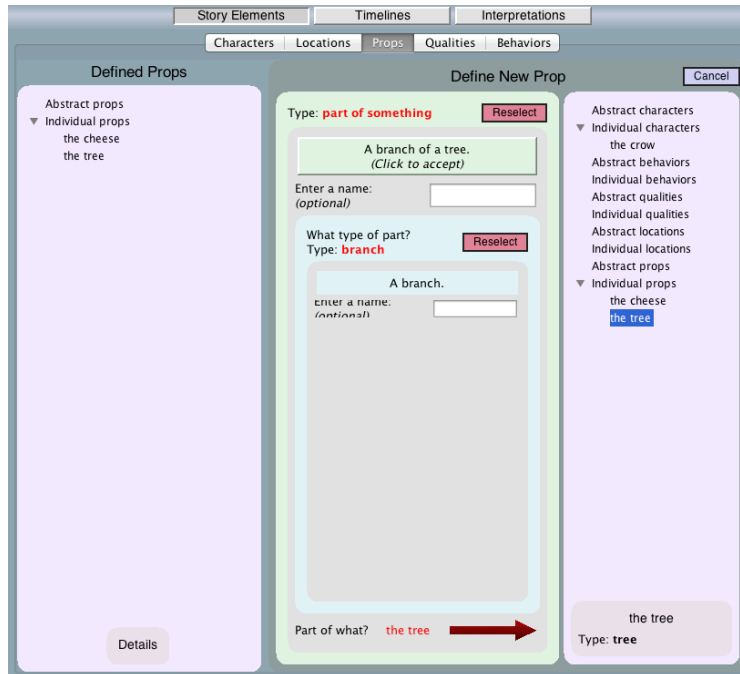 Story Elements
Timelines
Interpretations
Characters
Locations
Props
Qualities
Behaviors
Defined Props
Abstract props
Individual props
the cheese
the tree
Details
Define New Prop
Cancel
Type: part of something
Reselect
A branch of a tree.
(Click to accept)
Enter a name:
(optional)
What type of part?
Type: branch
Reselect
A branch.
Enter a name:
(optional)
Part of what? the tree
Abstract characters
Individual characters
the crow
Abstract behaviors
Individual behaviors
Abstract qualities
Individual qualities
Abstract locations
Individual locations
Abstract props
Individual props
the cheese
the tree
the tree
Type: tree